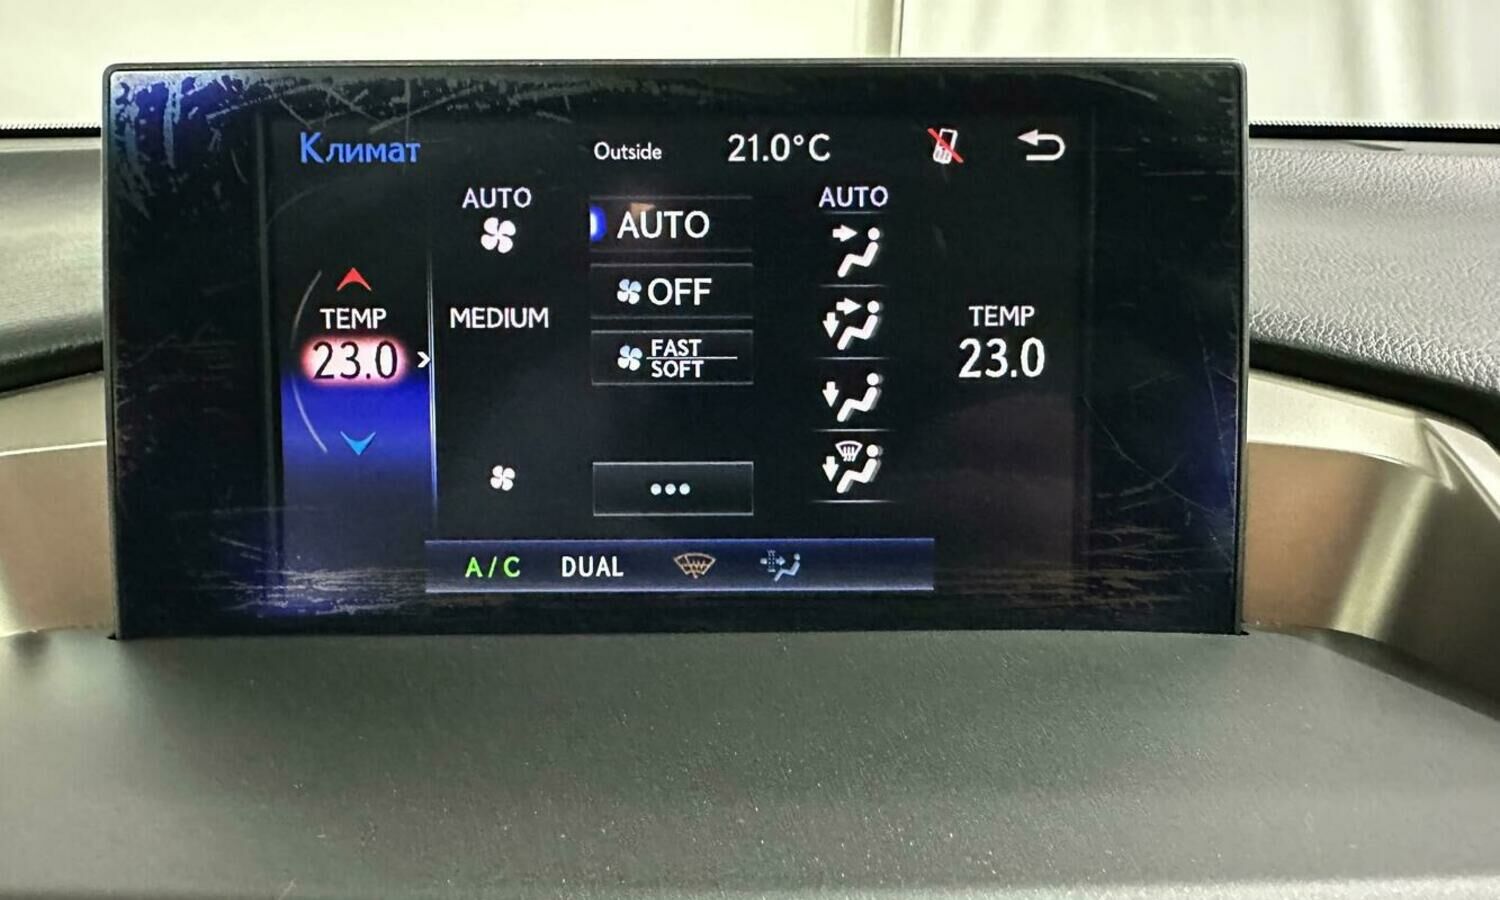 Климат
Outside 21.0°C
AUTO
AUTO
AUTO
OFF
TEMP
23.0
MEDIUM
FAST
SOFT
TEMP
23.0
A/C DUAL